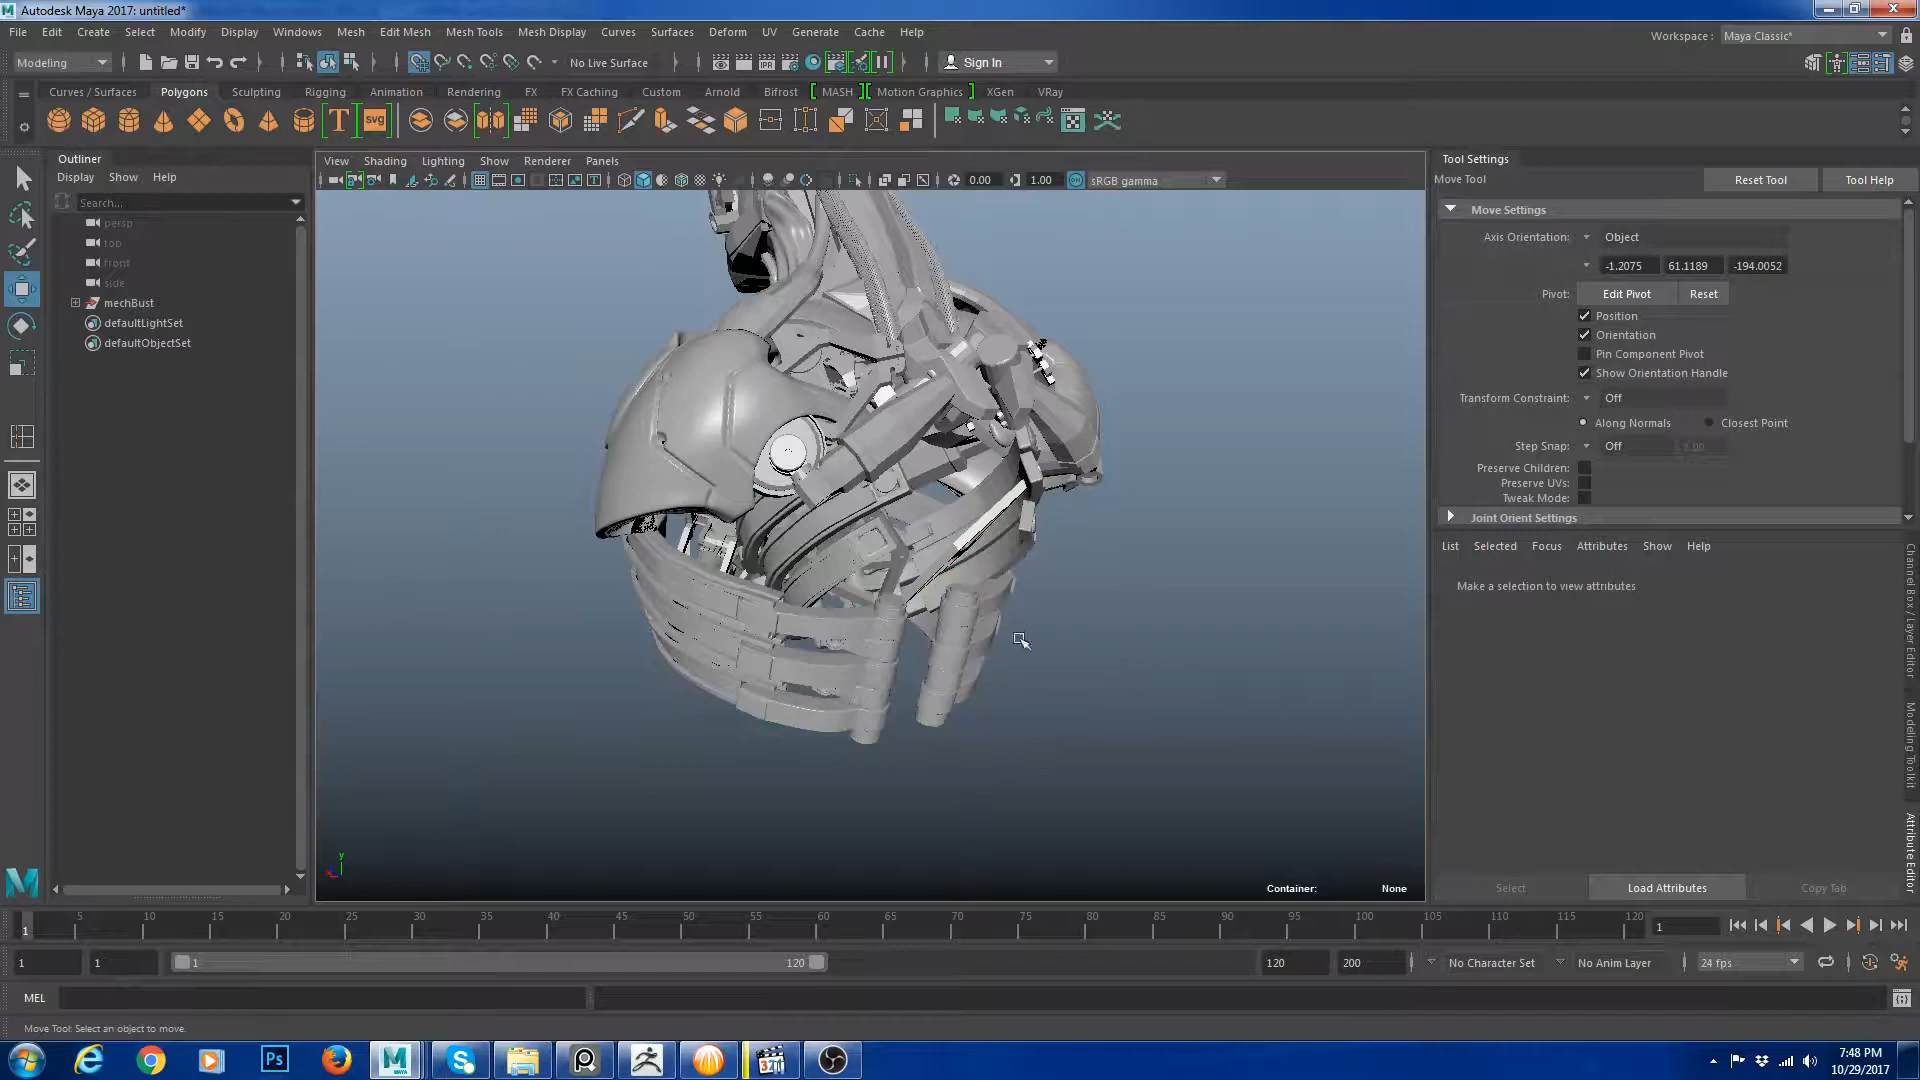 Autodesk Maya 2017: untitled*
File Edit Create Select Modify Display Windows Mesh Edit Mesh Mesh Tools Mesh Display Curves Surfaces Deform UV Generate Cache Help
Workspace : Maya Classic*
Modeling No Live Surface Sign In
Curves / Surfaces Polygons Sculpting Rigging Animation Rendering FX FX Caching Custom Arnold Bifrost MASH Motion Graphics XGen VRay
T SVG
Outliner
Display Show Help
Search...
persp
top
front
side
mechBust
defaultLightSet
defaultObjectSet
View Shading Lighting Show Renderer Panels
0.00 1.00 sRGB gamma
y
Container: None
Tool Settings
Move Tool Reset Tool Tool Help
Move Settings
Axis Orientation: Object
-1.2075 61.1189 -194.0052
Pivot: Edit Pivot Reset
Position
Orientation
Pin Component Pivot
Show Orientation Handle
Transform Constraint: Off
Along Normals Closest Point
Step Snap: Off 1.00
Preserve Children:
Preserve UVs:
Tweak Mode:
Joint Orient Settings
List Selected Focus Attributes Show Help
Make a selection to view attributes
Select Load Attributes Copy Tab
Channel Box / Layer Editor
Modeling Toolkit
Attribute Editor
1 5 10 15 20 25 30 35 40 45 50 55 60 65 70 75 80 85 90 95 100 105 110 115 120 1
1 1 1 120 120 200 No Character Set No Anim Layer 24 fps
MEL
Move Tool: Select an object to move.
Ps MAYA 321
7:48 PM
10/29/2017